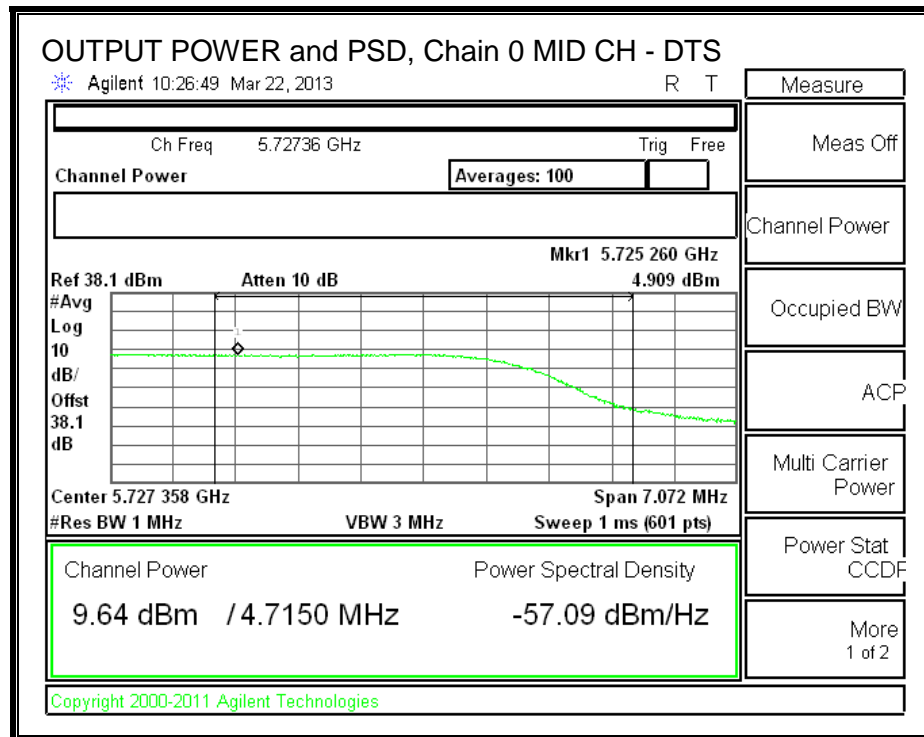 OUTPUT POWER and PSD, Chain 0 MID CH - DTS
Agilent 10:26:49 Mar 22, 2013 R T
Ch Freq 5.72736 GHz Trig Free
Channel Power Averages: 100
Mkr1 5.725 260 GHz
Ref 38.1 dBm Atten 10 dB 4.909 dBm
#Avg
Log
10
dB/
Offst
38.1
dB
1
Center 5.727 358 GHz Span 7.072 MHz
#Res BW 1 MHz VBW 3 MHz Sweep 1 ms (601 pts)
Channel Power Power Spectral Density
9.64 dBm / 4.7150 MHz -57.09 dBm/Hz
Copyright 2000-2011 Agilent Technologies
Measure
Meas Off
Channel Power
Occupied BW
ACP
Multi Carrier
Power
Power Stat
CCDF
More
1 of 2